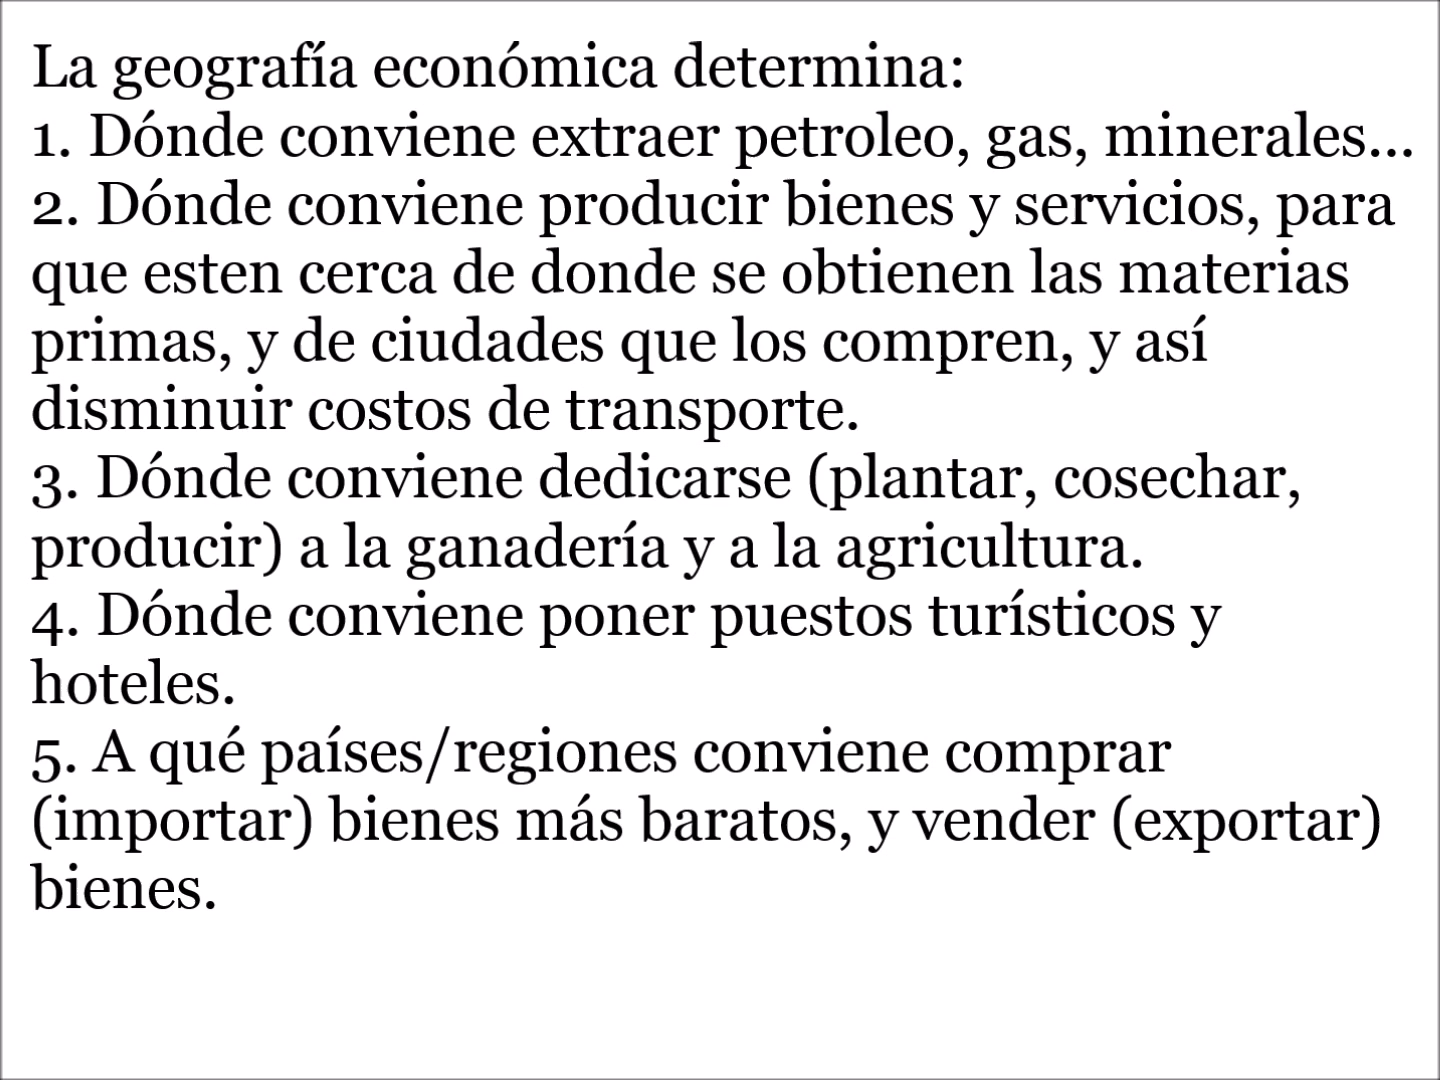 La geografía económica determina:
1. Dónde conviene extraer petroleo, gas, minerales...
2. Dónde conviene producir bienes y servicios, para
que esten cerca de donde se obtienen las materias
primas, y de ciudades que los compren, y así
disminuir costos de transporte.
3. Dónde conviene dedicarse (plantar, cosechar,
producir) a la ganadería y a la agricultura.
4. Dónde conviene poner puestos turísticos y
hoteles.
5. A qué países/regiones conviene comprar
(importar) bienes más baratos, y vender (exportar)
bienes.